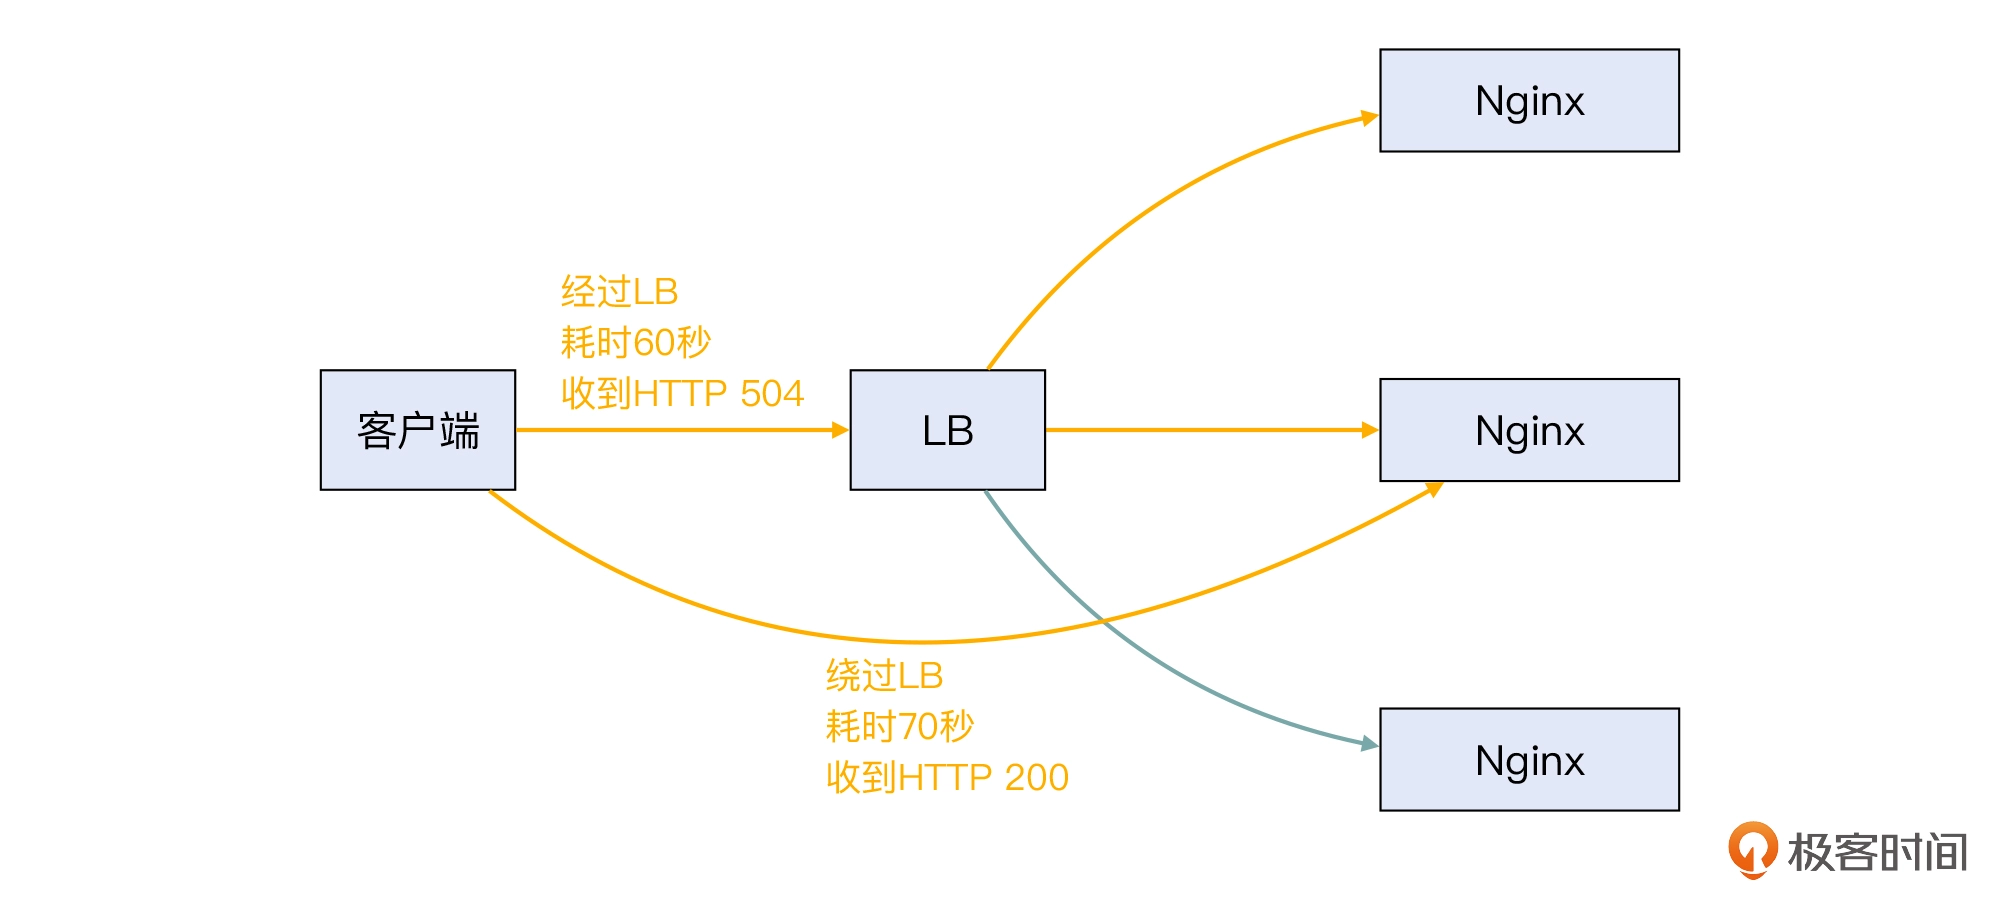 Nginx
经过LB
耗时60秒
收到HTTP 504
客户端
LB
Nginx
绕过LB
耗时70秒
收到HTTP 200
Nginx
极客时间